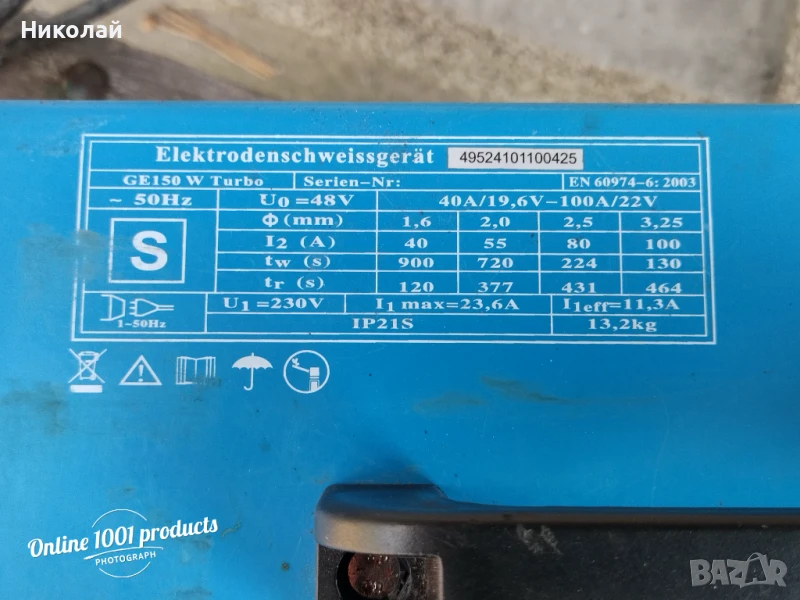 Николай
Elektrodenschweissgerät 49524101100425
GE150 W Turbo Serien-Nr: EN 60974-6: 2003
~ 50Hz U0 =48V 40A/19,6V-100A/22V
S
Φ (mm) 1,6 2,0 2,5 3,25
I2 (A) 40 55 80 100
tw (s) 900 720 224 130
tr (s) 120 377 431 464
1~50Hz U1 =230V I1 max=23,6A I1eff=11,3A
IP21S 13,2kg
Online 1001 products
PHOTOGRAPH
BAZAR